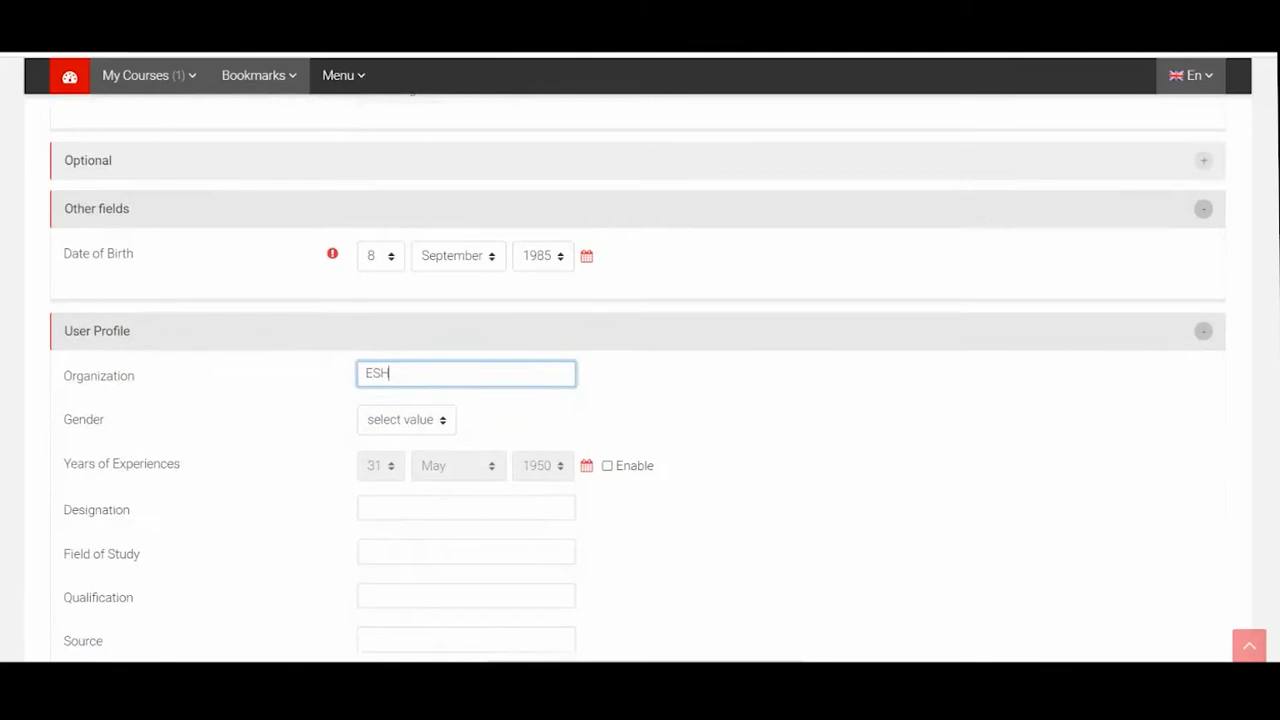 My Courses (1) Bookmarks Menu En
Optional
Other fields
Date of Birth 8 September 1985
User Profile
Organization ESH
Gender select value
Years of Experiences 31 May 1950 Enable
Designation
Field of Study
Qualification
Source